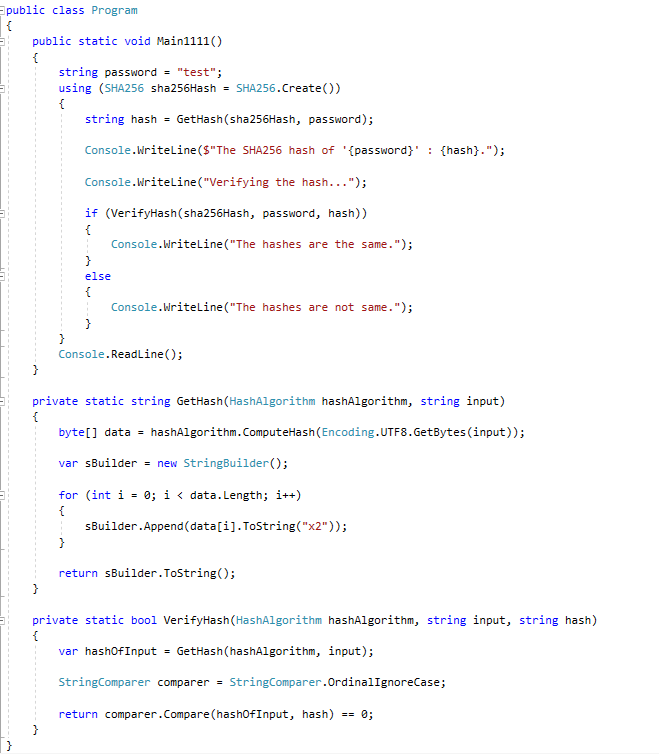 public class Program
{
    public static void Main1111()
    {
        string password = "test";
        using (SHA256 sha256Hash = SHA256.Create())
        {
            string hash = GetHash(sha256Hash, password);

            Console.WriteLine($"The SHA256 hash of '{password}' : {hash}.");

            Console.WriteLine("Verifying the hash...");

            if (VerifyHash(sha256Hash, password, hash))
            {
                Console.WriteLine("The hashes are the same.");
            }
            else
            {
                Console.WriteLine("The hashes are not same.");
            }
        }
        Console.ReadLine();
    }

    private static string GetHash(HashAlgorithm hashAlgorithm, string input)
    {
        byte[] data = hashAlgorithm.ComputeHash(Encoding.UTF8.GetBytes(input));

        var sBuilder = new StringBuilder();

        for (int i = 0; i < data.Length; i++)
        {
            sBuilder.Append(data[i].ToString("x2"));
        }

        return sBuilder.ToString();
    }

    private static bool VerifyHash(HashAlgorithm hashAlgorithm, string input, string hash)
    {
        var hashOfInput = GetHash(hashAlgorithm, input);

        StringComparer comparer = StringComparer.OrdinalIgnoreCase;

        return comparer.Compare(hashOfInput, hash) == 0;
    }
}